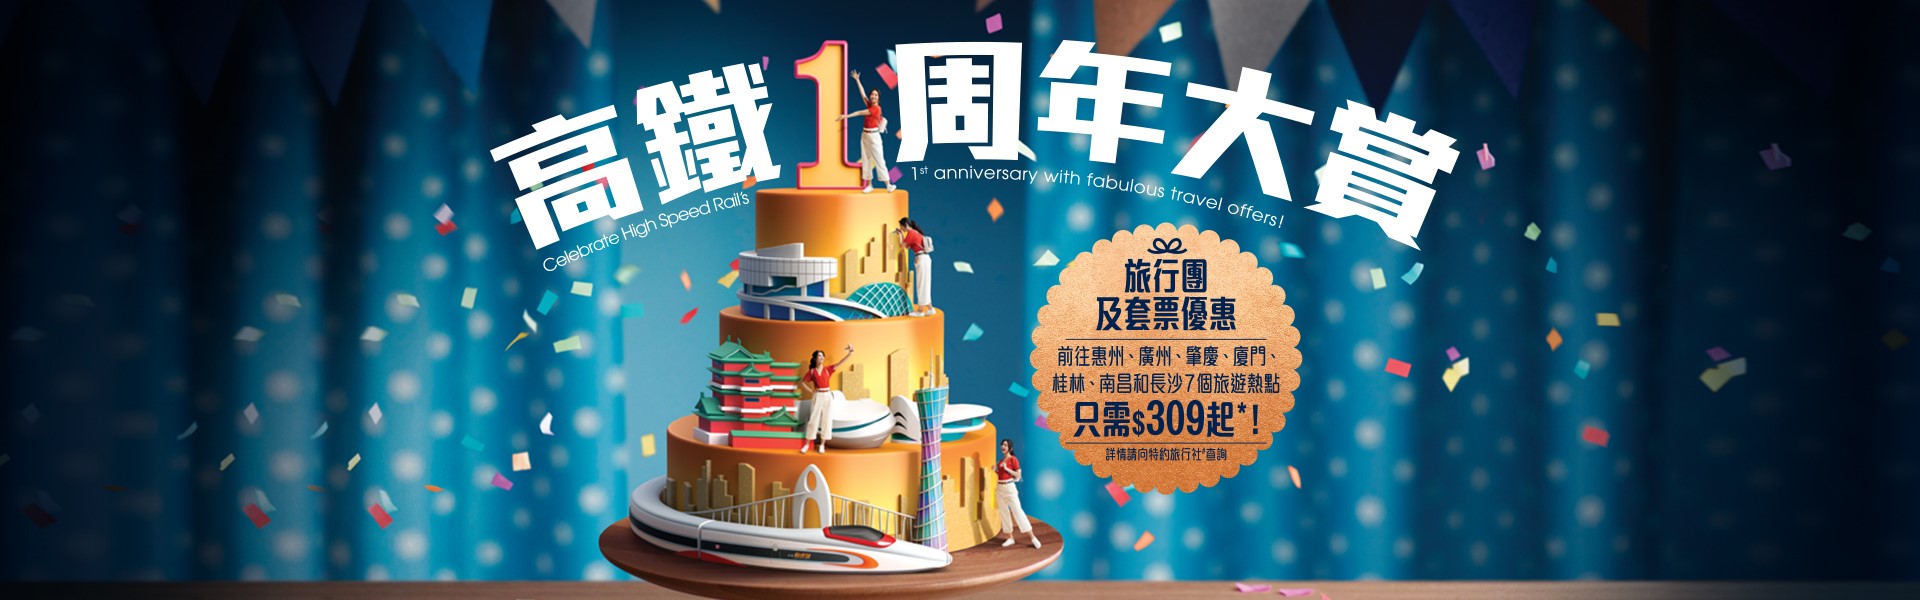 高鐵1周年大賞
Celebrate High Speed Rail's 1st anniversary with fabulous travel offers!
旅行團
及套票優惠
前往惠州、廣州、肇慶、廈門、
桂林、南昌和長沙7個旅遊熱點
只需$309起*!
詳情請向特約旅行社#查詢